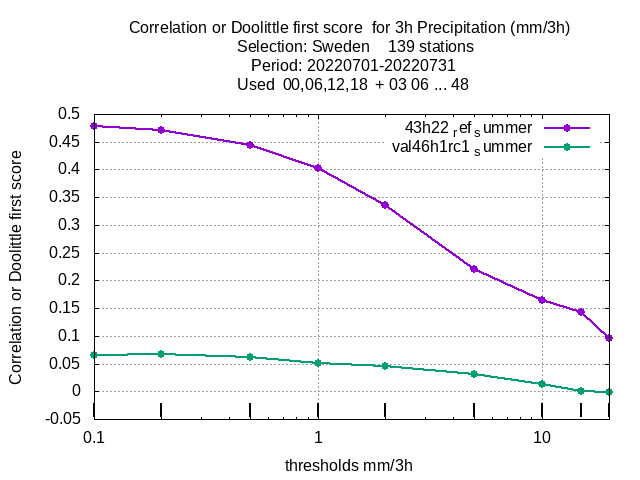 Correlation or Doolittle first score  for 3h Precipitation (mm/3h)
Selection: Sweden    139 stations
Period: 20220701-20220731
Used  00,06,12,18  + 03 06 ... 48
43h22 ref summer
val46h1rc1 summer
Correlation or Doolittle first score
0.5
0.45
0.4
0.35
0.3
0.25
0.2
0.15
0.1
0.05
0
-0.05
0.1 1 10
thresholds mm/3h